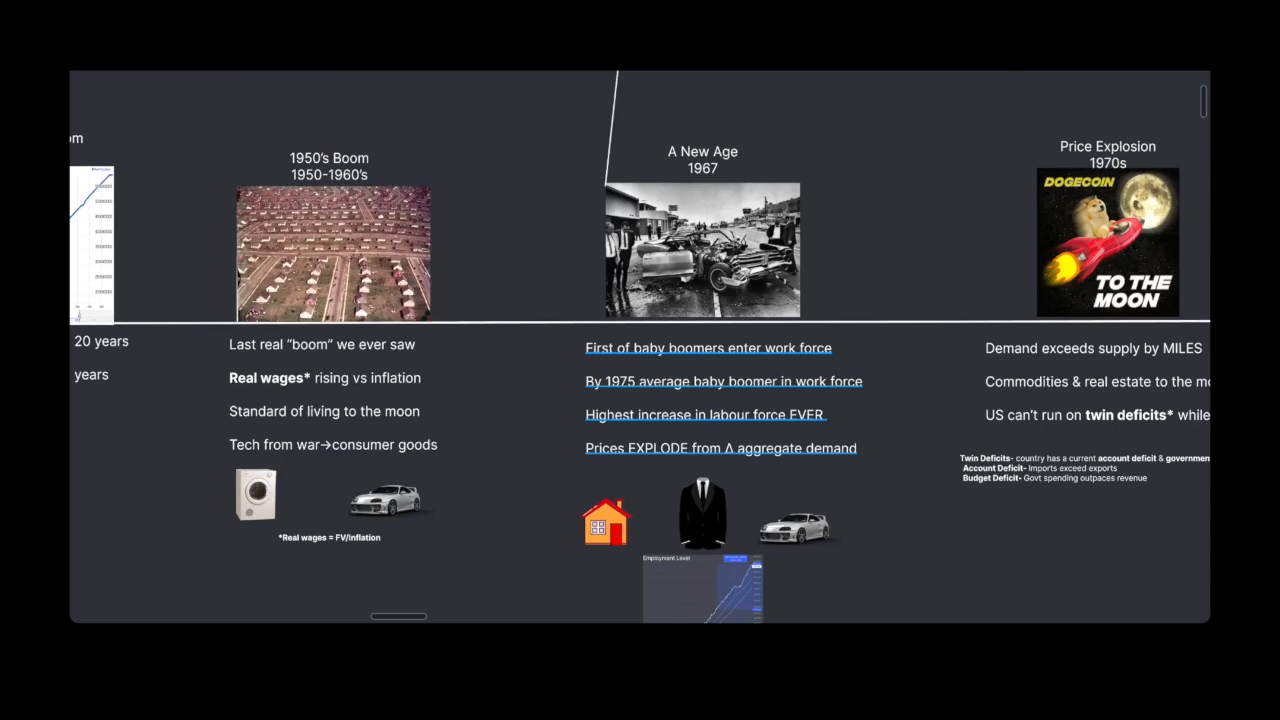 om
20 years
years
1950's Boom
1950-1960's
Last real "boom" we ever saw
Real wages* rising vs inflation
Standard of living to the moon
Tech from war→consumer goods
*Real wages = FV/Inflation
A New Age
1967
First of baby boomers enter work force
By 1975 average baby boomer in work force
Highest increase in labour force EVER
Prices EXPLODE from Δ aggregate demand
Employment Level
Price Explosion
1970s
DOGECOIN
TO THE
MOON
Demand exceeds supply by MILES
Commodities & real estate to the mo
US can't run on twin deficits* while
Twin Deficits- country has a current account deficit & governmen
Account Deficit- Imports exceed exports
Budget Deficit- Govt spending outpaces revenue